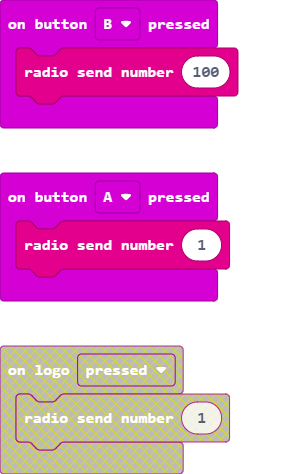 on button B pressed
radio send number 100
on button A pressed
radio send number 1
on logo pressed
radio send number 1